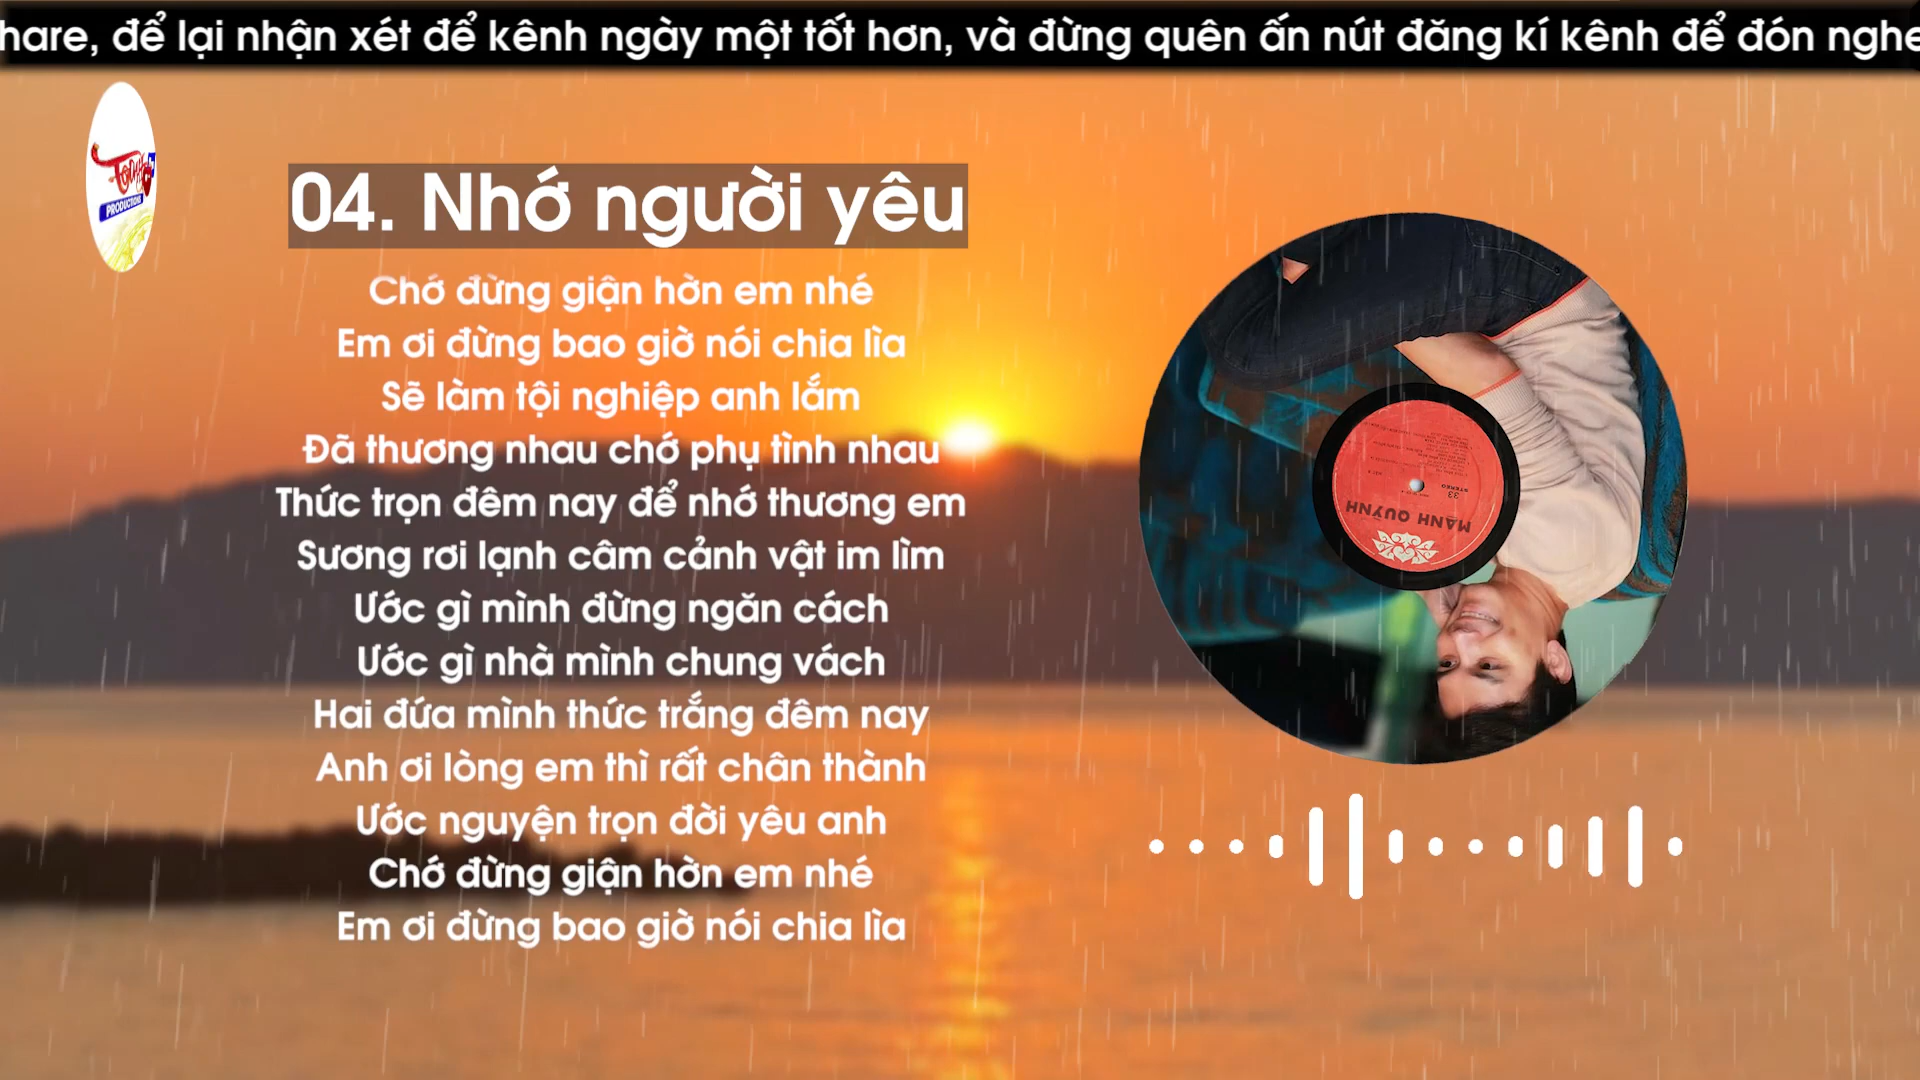 hare, để lại nhận xét để kênh ngày một tốt hơn, và đừng quên ấn nút đăng kí kênh để đón nghe
TODAY
PRODUCTIONS
04. Nhớ người yêu
Chớ đừng giận hờn em nhé
Em ơi đừng bao giờ nói chia lìa
Sẽ làm tội nghiệp anh lắm
Đã thương nhau chớ phụ tình nhau
Thức trọn đêm nay để nhớ thương em
Sương rơi lạnh câm cảnh vật im lìm
Ước gì mình đừng ngăn cách
Ước gì nhà mình chung vách
Hai đứa mình thức trắng đêm nay
Anh ơi lòng em thì rất chân thành
Ước nguyện trọn đời yêu anh
Chớ đừng giận hờn em nhé
Em ơi đừng bao giờ nói chia lìa
33
STEREO
MẠNH QUỲNH